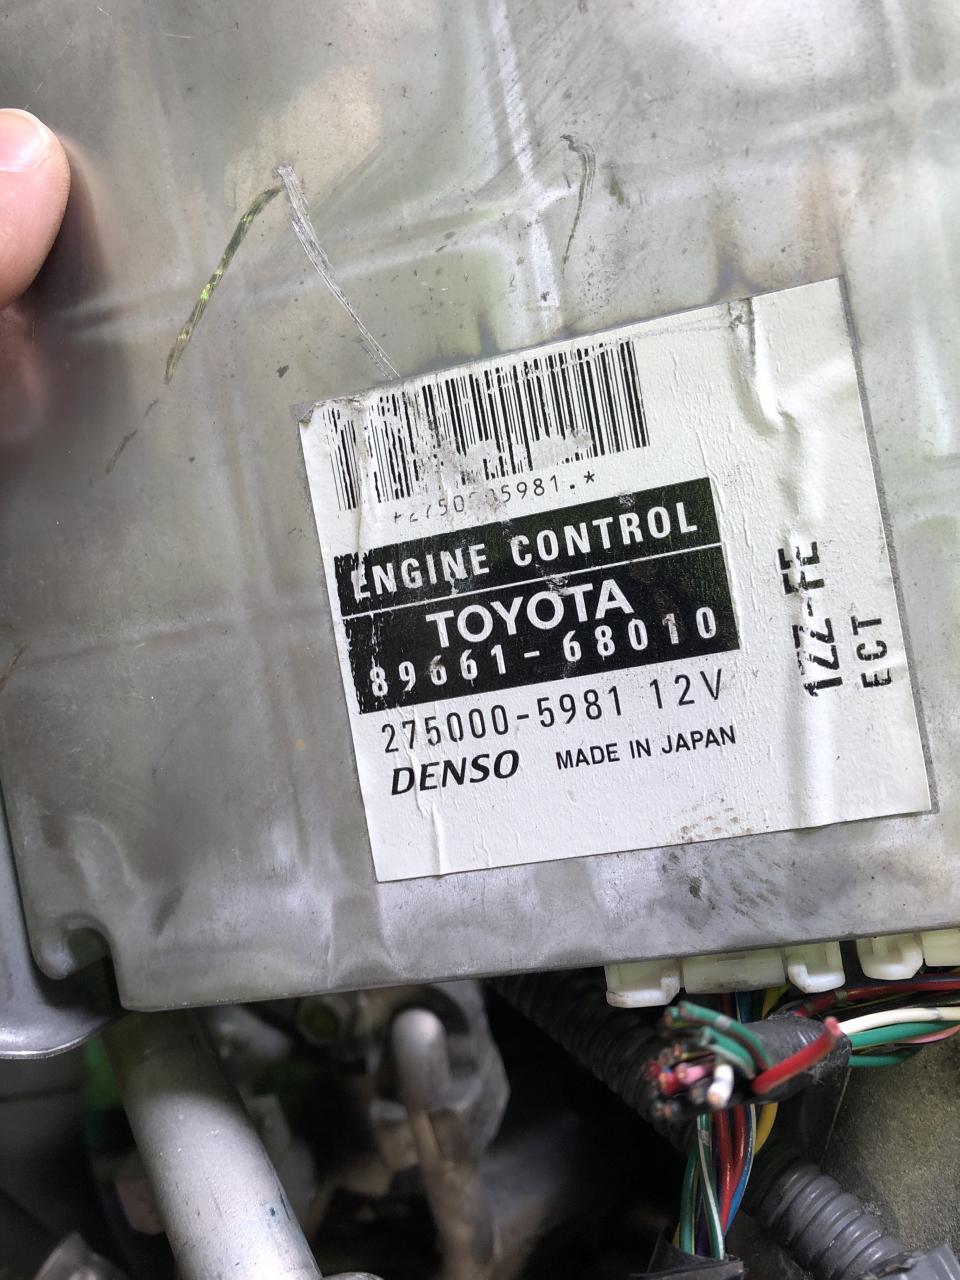 ENGINE CONTROL
TOYOTA
89661-68010
275000-5981 12V
DENSO MADE IN JAPAN
1ZZ-FE
ECT